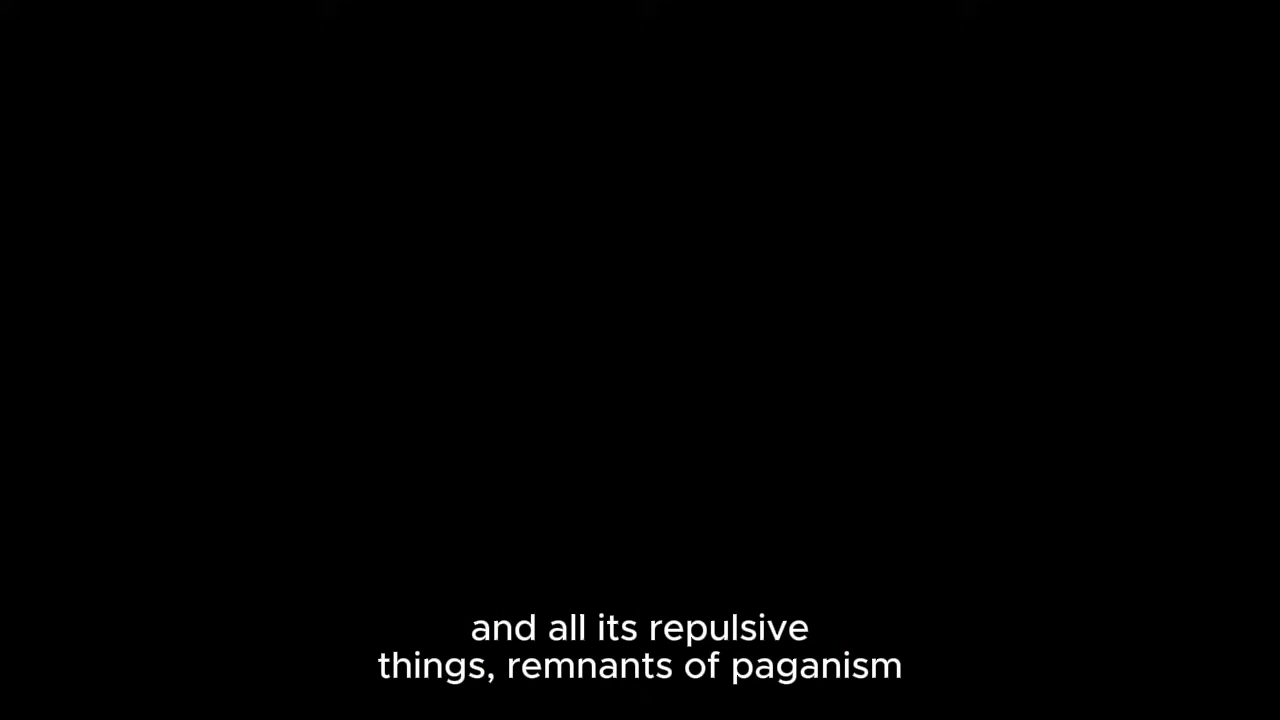 and all its repulsive
things, remnants of paganism